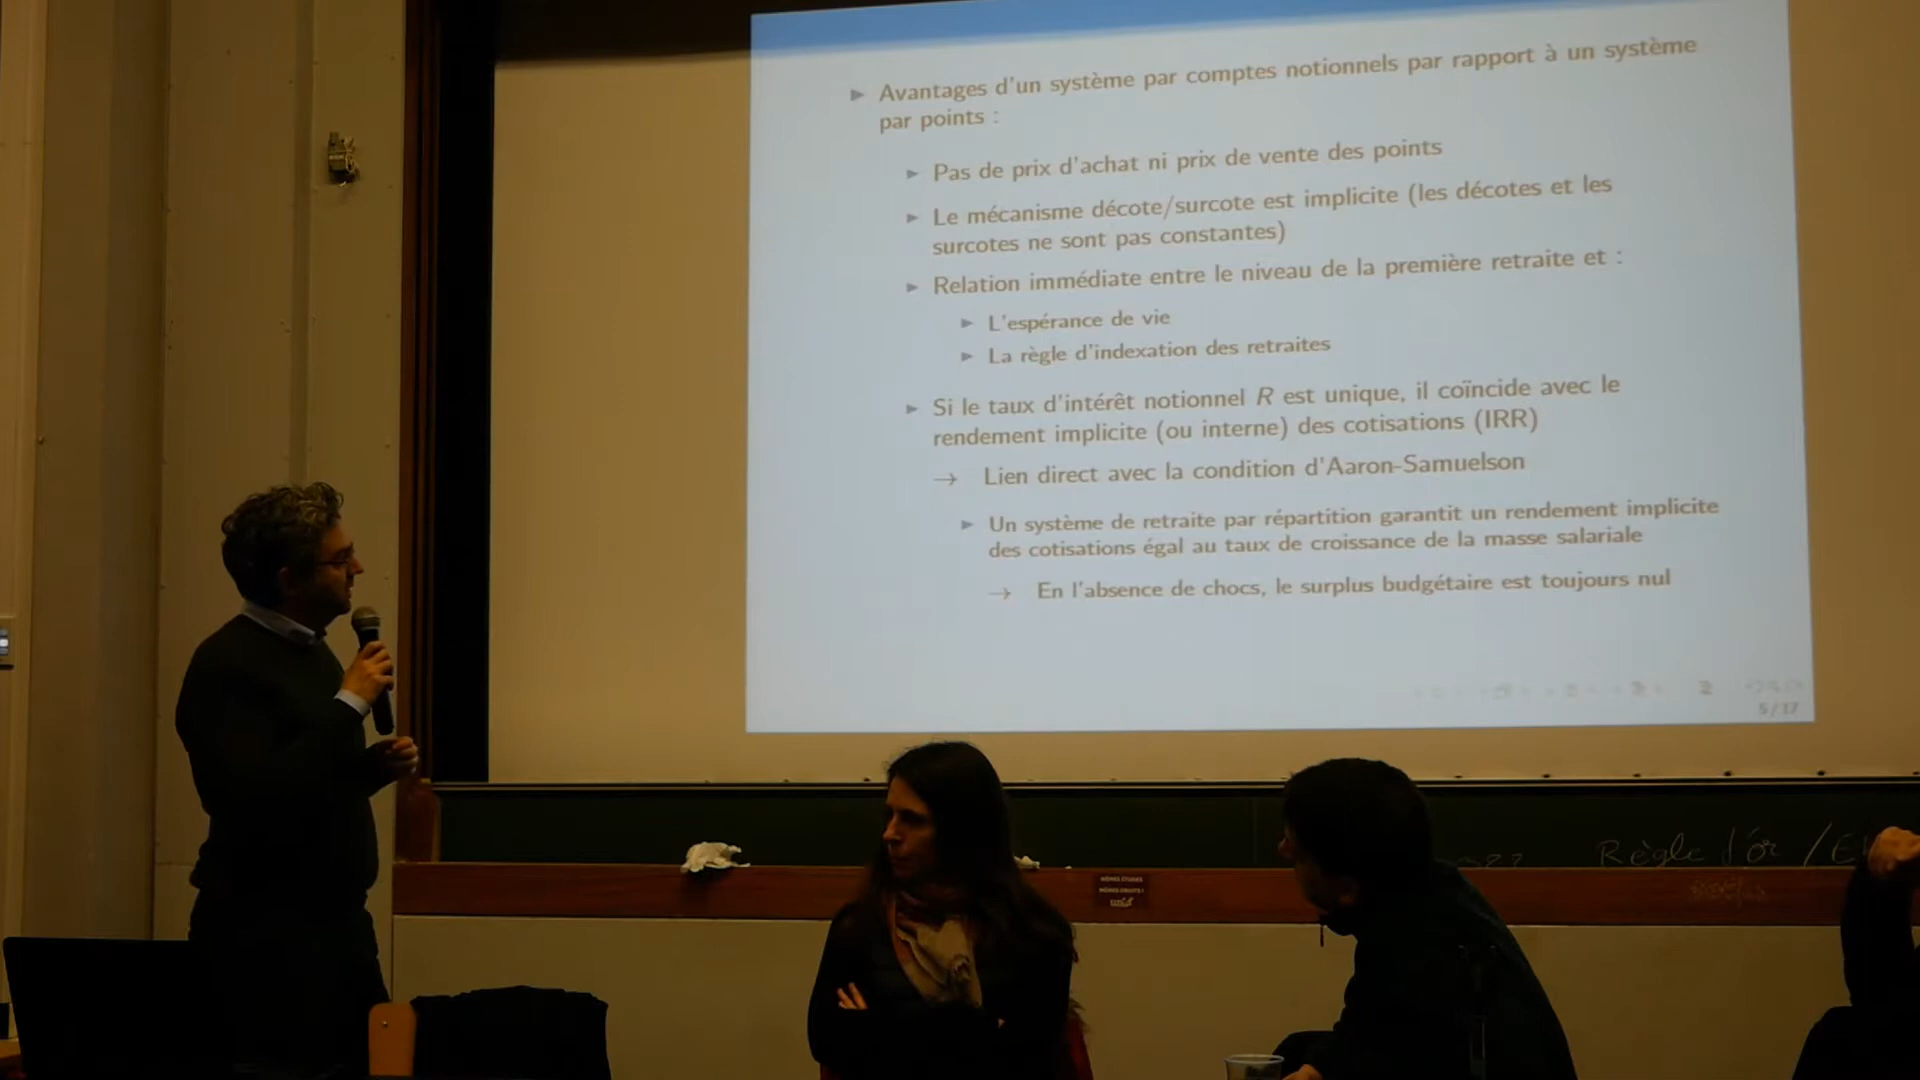 Avantages d'un système par comptes notionnels par rapport à un système
par points :
Pas de prix d'achat ni prix de vente des points
Le mécanisme décote/surcote est implicite (les décotes et les
surcotes ne sont pas constantes)
Relation immédiate entre le niveau de la première retraite et :
L'espérance de vie
La règle d'indexation des retraites
Si le taux d'intérêt notionnel R est unique, il coïncide avec le
rendement implicite (ou interne) des cotisations (IRR)
→ Lien direct avec la condition d'Aaron-Samuelson
Un système de retraite par répartition garantit un rendement implicite
des cotisations égal au taux de croissance de la masse salariale
→ En l'absence de chocs, le surplus budgétaire est toujours nul
5/17
Règle d'or /
MÊMES ÉTUDES
MÊMES DROITS !
unef